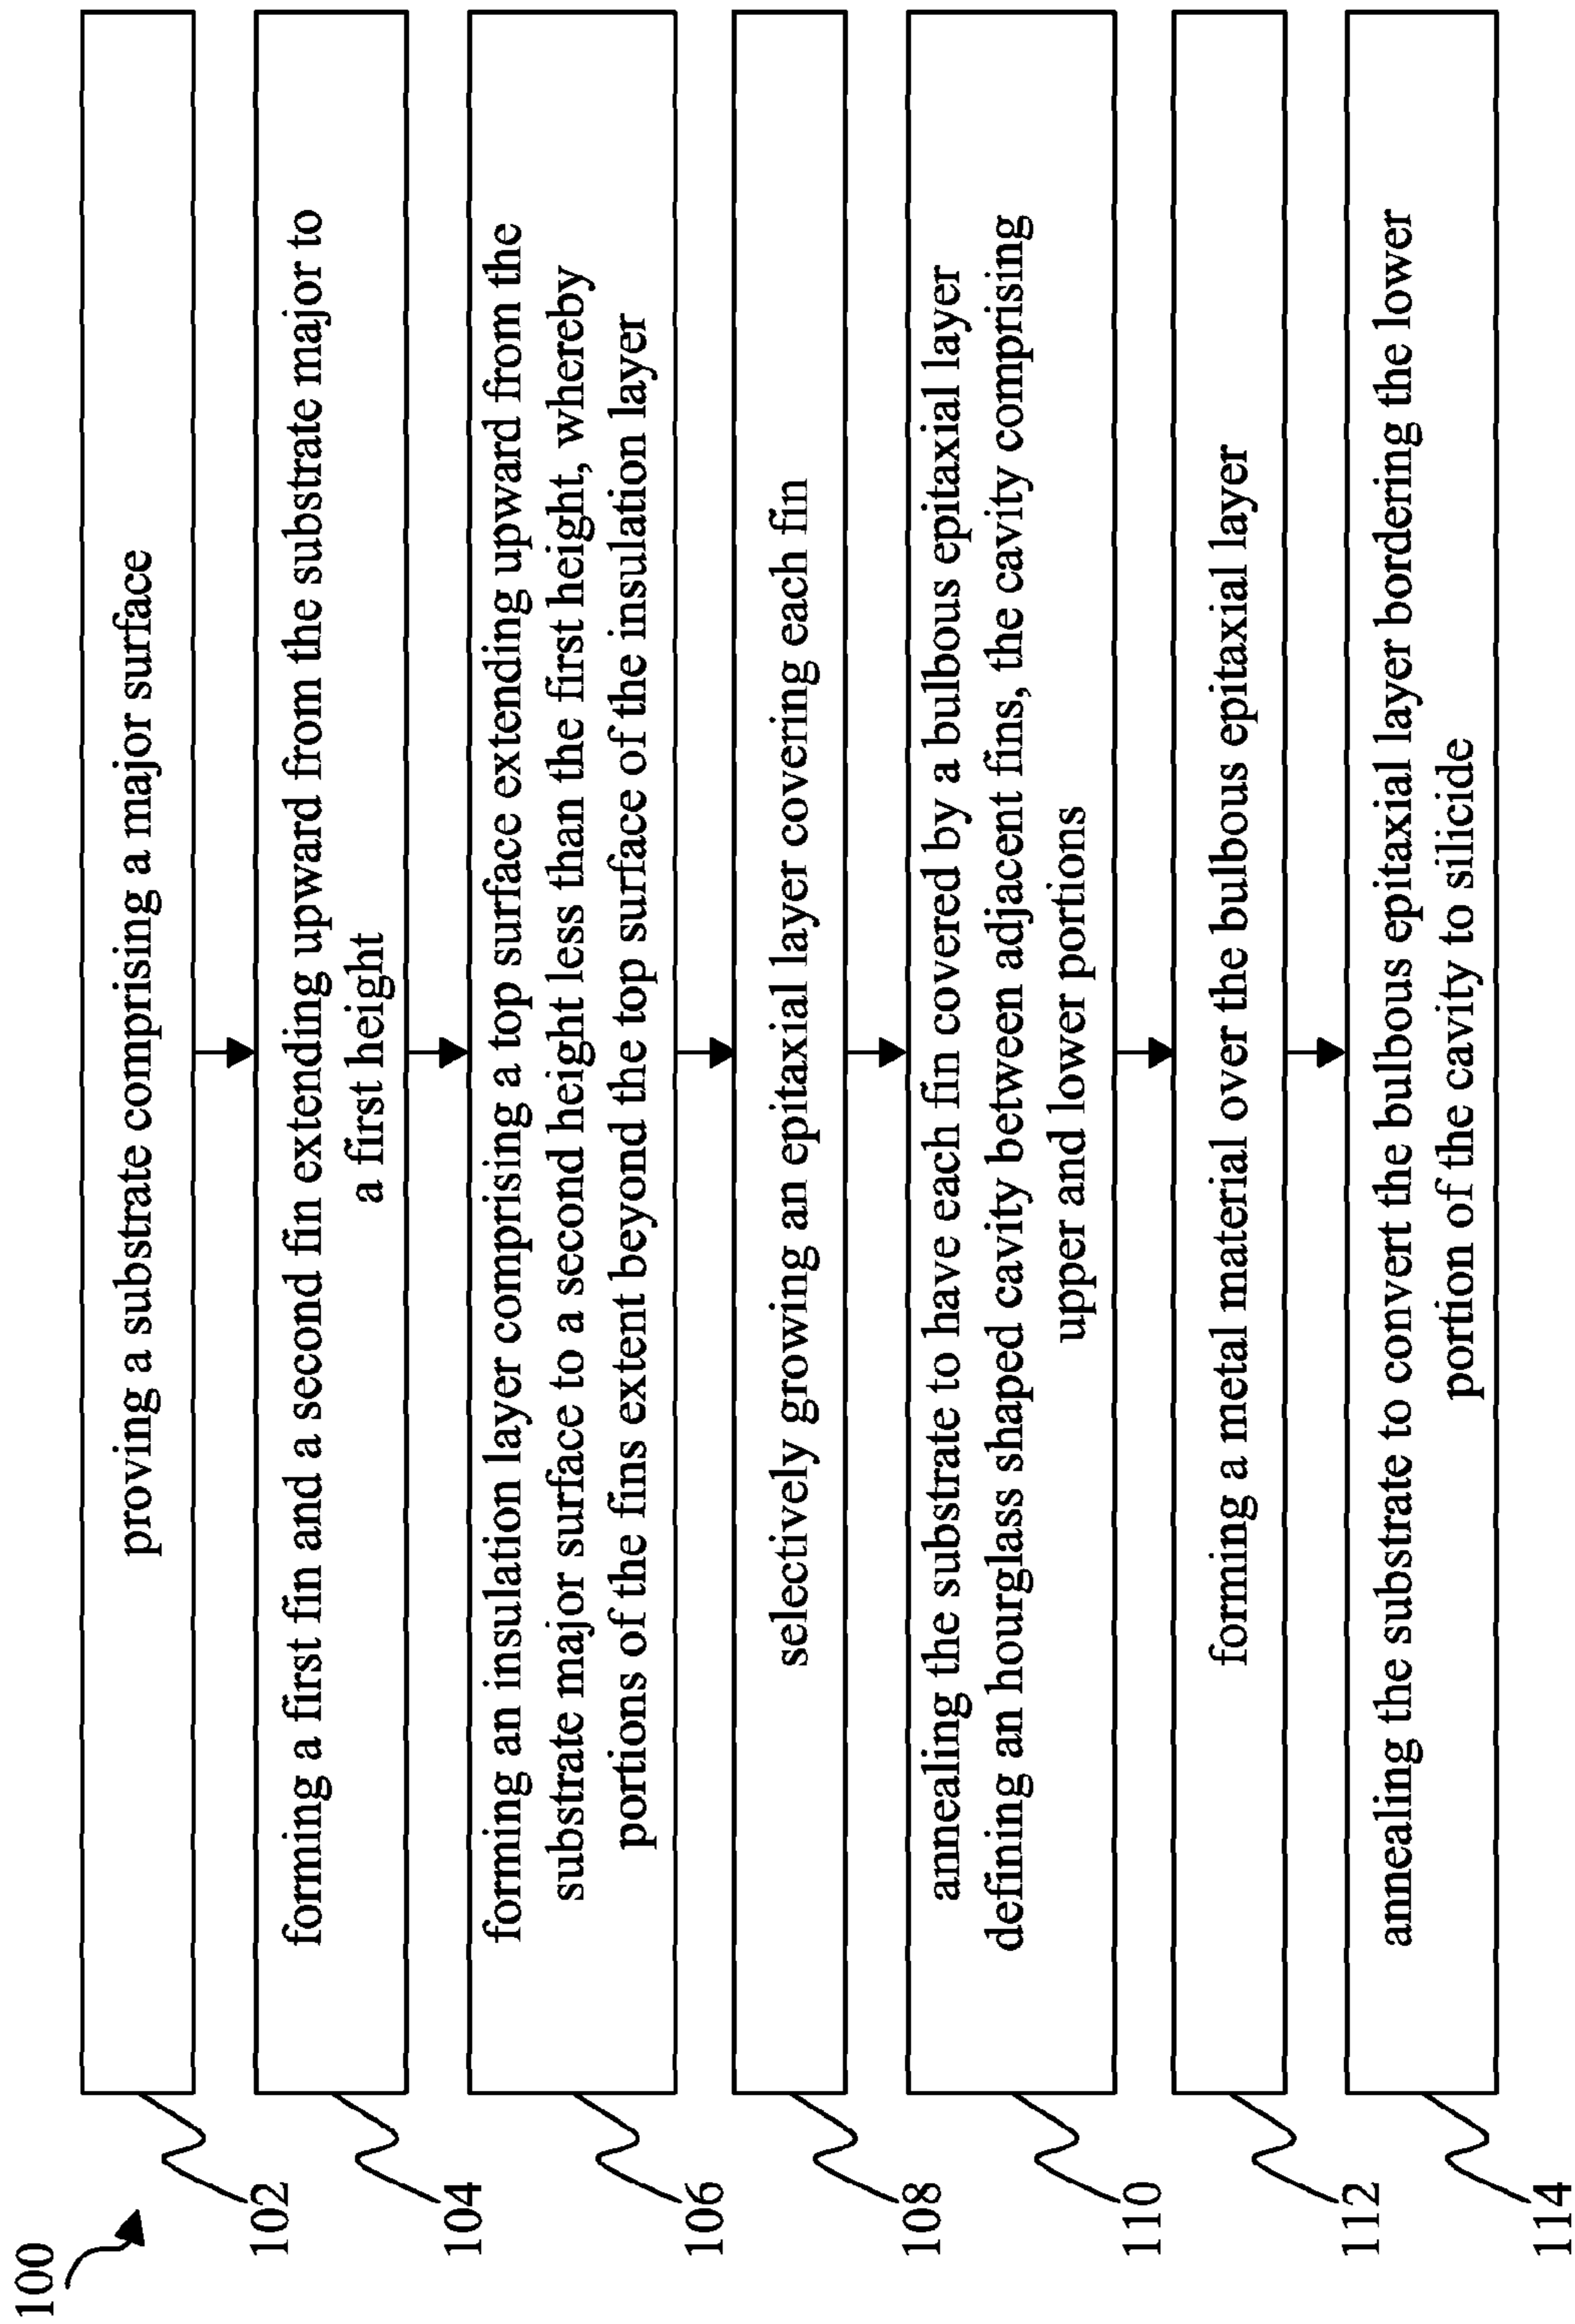 100
102
proving a substrate comprising a major surface
104
forming a first fin and a second fin extending upward from the substrate major to
a first height
106
forming an insulation layer comprising a top surface extending upward from the
substrate major surface to a second height less than the first height, whereby
portions of the fins extent beyond the top surface of the insulation layer
108
selectively growing an epitaxial layer covering each fin
110
annealing the substrate to have each fin covered by a bulbous epitaxial layer
defining an hourglass shaped cavity between adjacent fins, the cavity comprising
upper and lower portions
112
forming a metal material over the bulbous epitaxial layer
114
annealing the substrate to convert the bulbous epitaxial layer bordering the lower
portion of the cavity to silicide